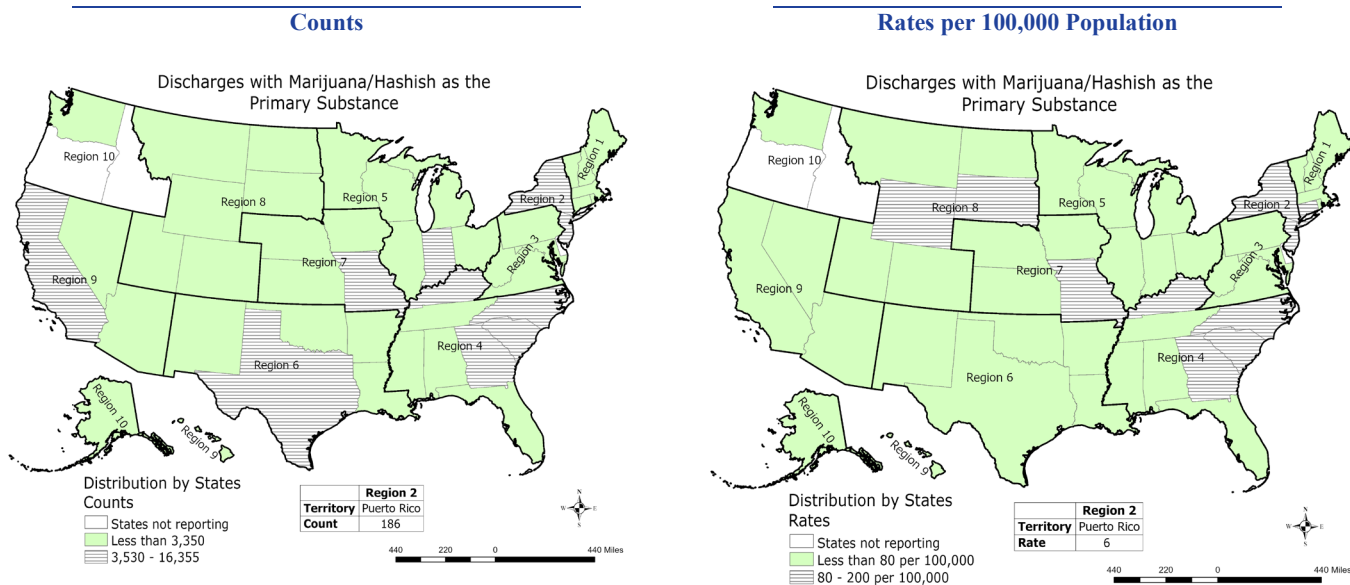 Counts
Discharges with Marijuana/Hashish as the
Primary Substance
Region 10
Region 8
Region 5
Region 1
Region 2
Region 3
Region 7
Region 9
Region 4
Region 6
Region 10
Region 9
Distribution by States
Counts
States not reporting
Less than 3,350
3,530 - 16,355
Region 2
Territory Puerto Rico
Count 186
N
W E
S
440 220 0 440 Miles
Rates per 100,000 Population
Discharges with Marijuana/Hashish as the
Primary Substance
Region 10
Region 8
Region 5
Region 1
Region 2
Region 3
Region 7
Region 9
Region 4
Region 6
Region 10
Region 9
Distribution by States
Rates
States not reporting
Less than 80 per 100,000
80 - 200 per 100,000
Region 2
Territory Puerto Rico
Rate 6
N
W E
S
440 220 0 440 Miles